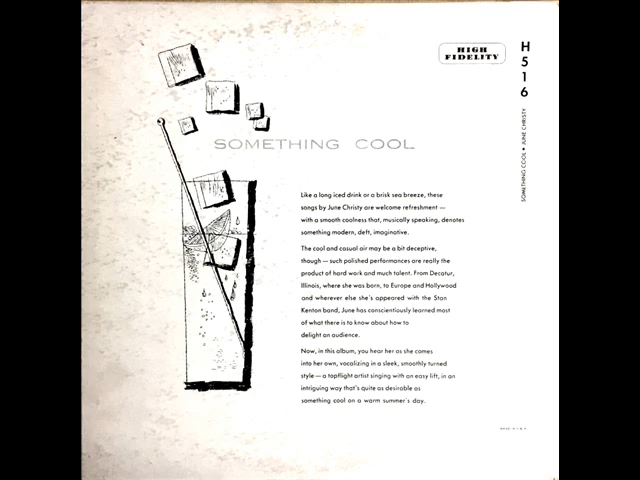 HIGH
FIDELITY
H516
SOMETHING COOL • JUNE CHRISTY
SOMETHING COOL
Like a long iced drink or a brisk sea breeze, these
songs by June Christy are welcome refreshment —
with a smooth coolness that, musically speaking, denotes
something modern, deft, imaginative.
The cool and casual air may be a bit deceptive,
though — such polished performances are really the
product of hard work and much talent. From Decatur,
Illinois, where she was born, to Europe and Hollywood
and wherever else she's appeared with the Stan
Kenton band, June has conscientiously learned most
of what there is to know about how to
delight an audience.
Now, in this album, you hear her as she comes
into her own, vocalizing in a sleek, smoothly turned
style — a topflight artist singing with an easy lift, in an
intriguing way that's quite as desirable as
something cool on a warm summer's day.